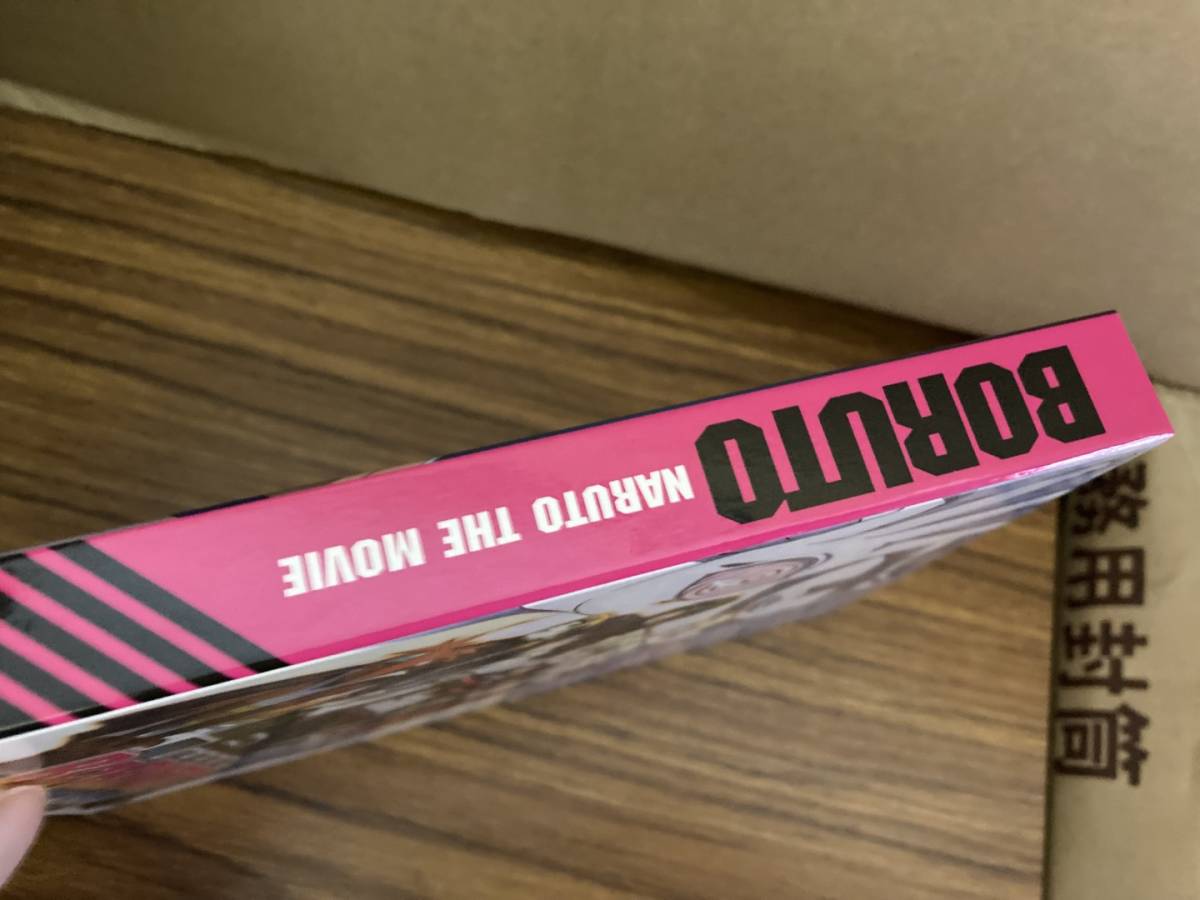 BORUTO
NARUTO THE MOVIE
務用封筒